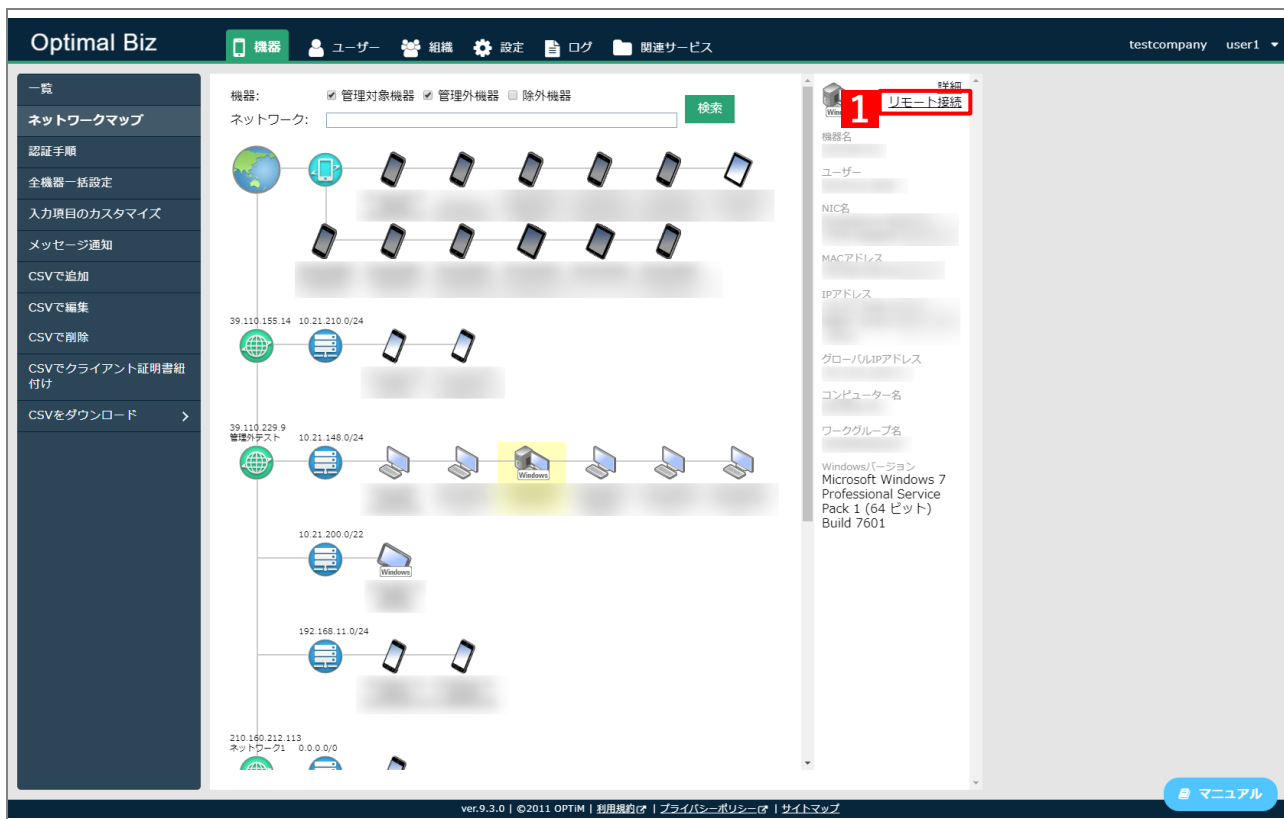 Optimal Biz
機器 ユーザー 組織 設定 ログ 関連サービス
testcompany user1
一覧
ネットワークマップ
認証手順
全機器一括設定
入力項目のカスタマイズ
メッセージ通知
CSVで追加
CSVで編集
CSVで削除
CSVでクライアント証明書紐
付け
CSVをダウンロード
機器: 管理対象機器 管理外機器 除外機器
ネットワーク: 検索
39.110.155.14 10.21.210.0/24
39.110.229.9
管理外テスト 10.21.148.0/24
Windows
10.21.200.0/22
Windows
192.168.11.0/24
210.160.212.113
ネットワーク1 0.0.0.0/0
詳細
1 リモート接続
機器名
ユーザー
NIC名
MACアドレス
IPアドレス
グローバルIPアドレス
コンピューター名
ワークグループ名
Windowsバージョン
Microsoft Windows 7
Professional Service
Pack 1 (64 ビット)
Build 7601
マニュアル
ver.9.3.0 | ©2011 OPTiM | 利用規約 | プライバシーポリシー | サイトマップ